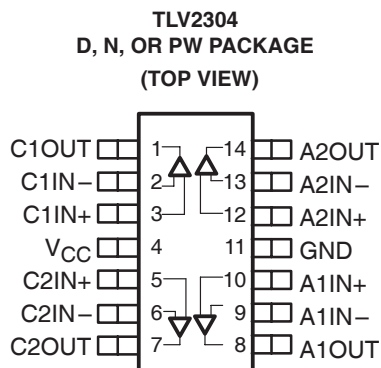 TLV2304
D, N, OR PW PACKAGE
(TOP VIEW)
C1OUT 1 14 A2OUT
C1IN− 2 13 A2IN−
C1IN+ 3 12 A2IN+
VCC 4 11 GND
C2IN+ 5 10 A1IN+
C2IN− 6 9 A1IN−
C2OUT 7 8 A1OUT